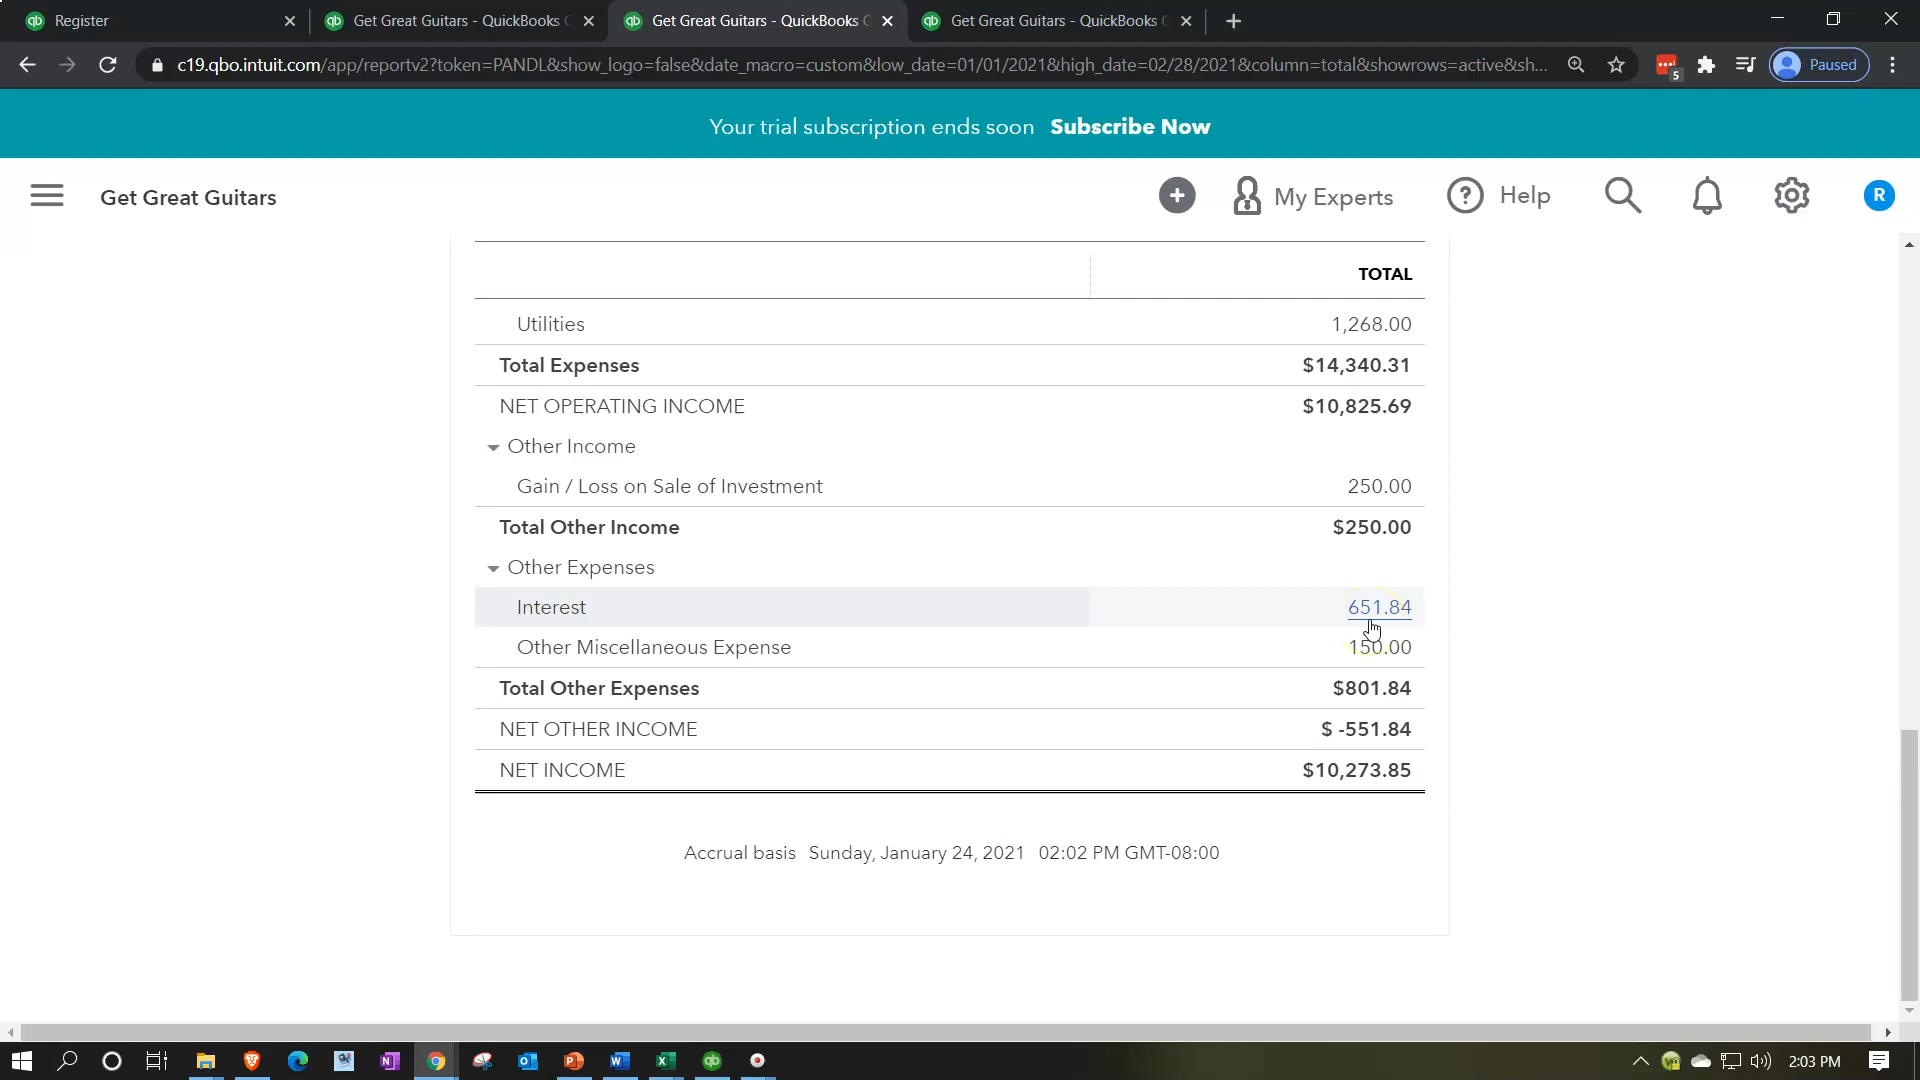 Register
Get Great Guitars - QuickBooks
Get Great Guitars - QuickBooks
Get Great Guitars - QuickBooks
c19.qbo.intuit.com/app/reportv2?token=PANDL&show_logo=false&date_macro=custom&low_date=01/01/2021&high_date=02/28/2021&column=total&showrows=active&sh...
5
Paused
Your trial subscription ends soon Subscribe Now
Get Great Guitars
My Experts
Help
R
TOTAL
Utilities 1,268.00
Total Expenses $14,340.31
NET OPERATING INCOME $10,825.69
Other Income
Gain / Loss on Sale of Investment 250.00
Total Other Income $250.00
Other Expenses
Interest 651.84
Other Miscellaneous Expense 150.00
Total Other Expenses $801.84
NET OTHER INCOME $ -551.84
NET INCOME $10,273.85
Accrual basis Sunday, January 24, 2021 02:02 PM GMT-08:00
2:03 PM